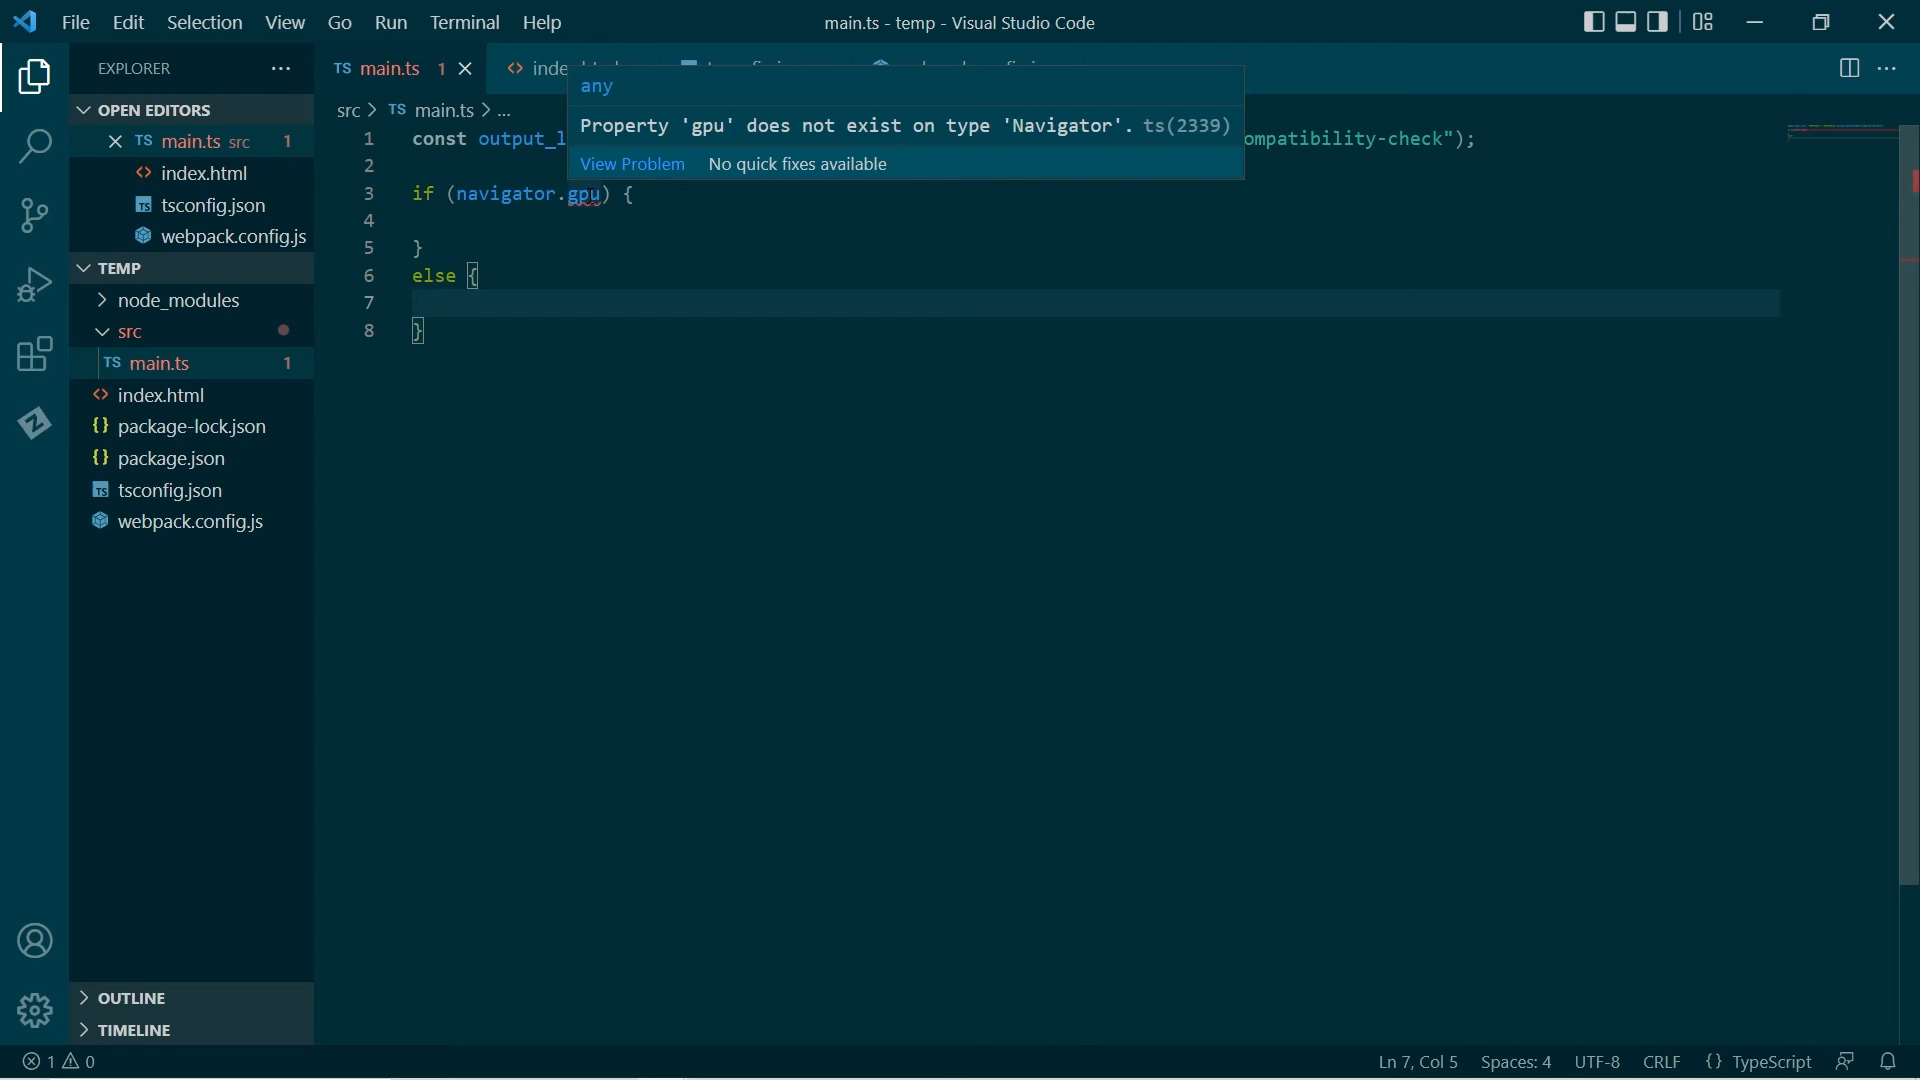 File Edit Selection View Go Run Terminal Help
main.ts - temp - Visual Studio Code
EXPLORER
OPEN EDITORS
TS main.ts src 1
index.html
tsconfig.json
webpack.config.js
TEMP
node_modules
src
TS main.ts 1
index.html
package-lock.json
package.json
tsconfig.json
webpack.config.js
OUTLINE
TIMELINE
TS main.ts 1
src > TS main.ts > ...
any
Property 'gpu' does not exist on type 'Navigator'. ts(2339)
View Problem No quick fixes available
1 const ompatibility-check");
2
3 if (navigator.gpu) {
4
5 }
6 else {
7
8 }
1 0
Ln 7, Col 5 Spaces: 4 UTF-8 CRLF {} TypeScript